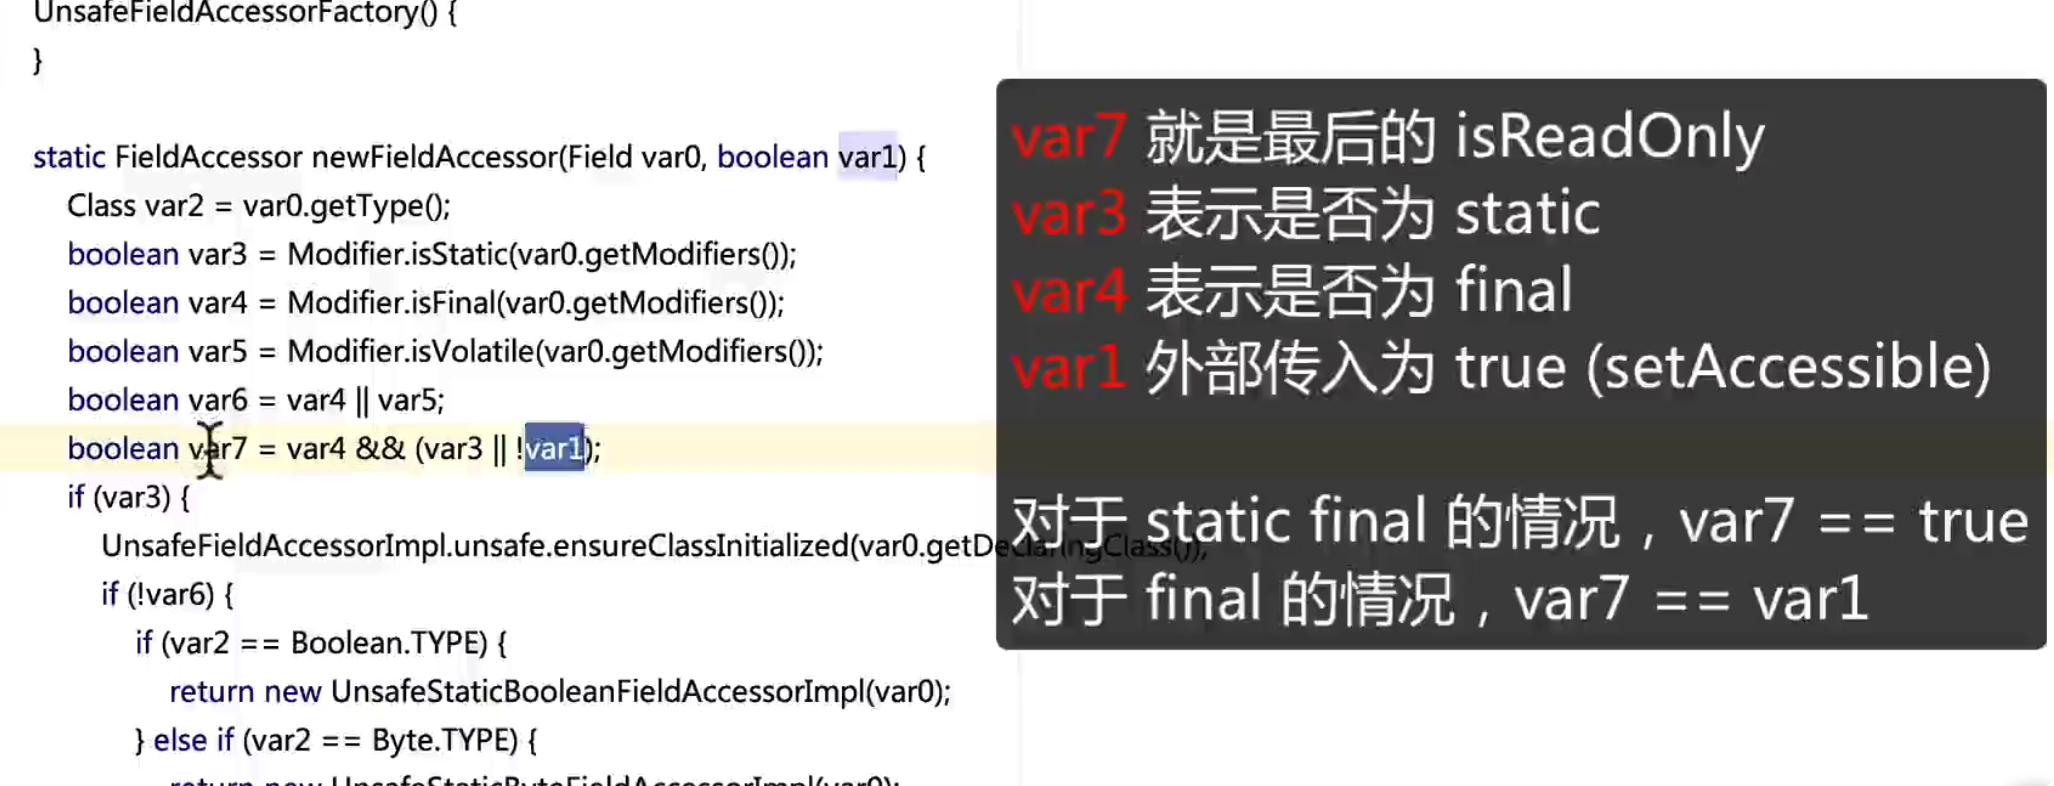 UnsafeFieldAccessorFactory() {
}
static FieldAccessor newFieldAccessor(Field var0, boolean var1) {
Class var2 = var0.getType();
boolean var3 = Modifier.isStatic(var0.getModifiers());
boolean var4 = Modifier.isFinal(var0.getModifiers());
boolean var5 = Modifier.isVolatile(var0.getModifiers());
boolean var6 = var4 || var5;
boolean var7 = var4 && (var3 || !var1);
if (var3) {
UnsafeFieldAccessorImpl.unsafe.ensureClassInitialized(var0.getDeclaringClass());
if (!var6) {
if (var2 == Boolean.TYPE) {
return new UnsafeStaticBooleanFieldAccessorImpl(var0);
} else if (var2 == Byte.TYPE) {
return new UnsafeStaticByteFieldAccessorImpl(var0);
var7 就是最后的 isReadOnly
var3 表示是否为 static
var4 表示是否为 final
var1 外部传入为 true (setAccessible)
对于 static final 的情况，var7 == true
对于 final 的情况，var7 == var1